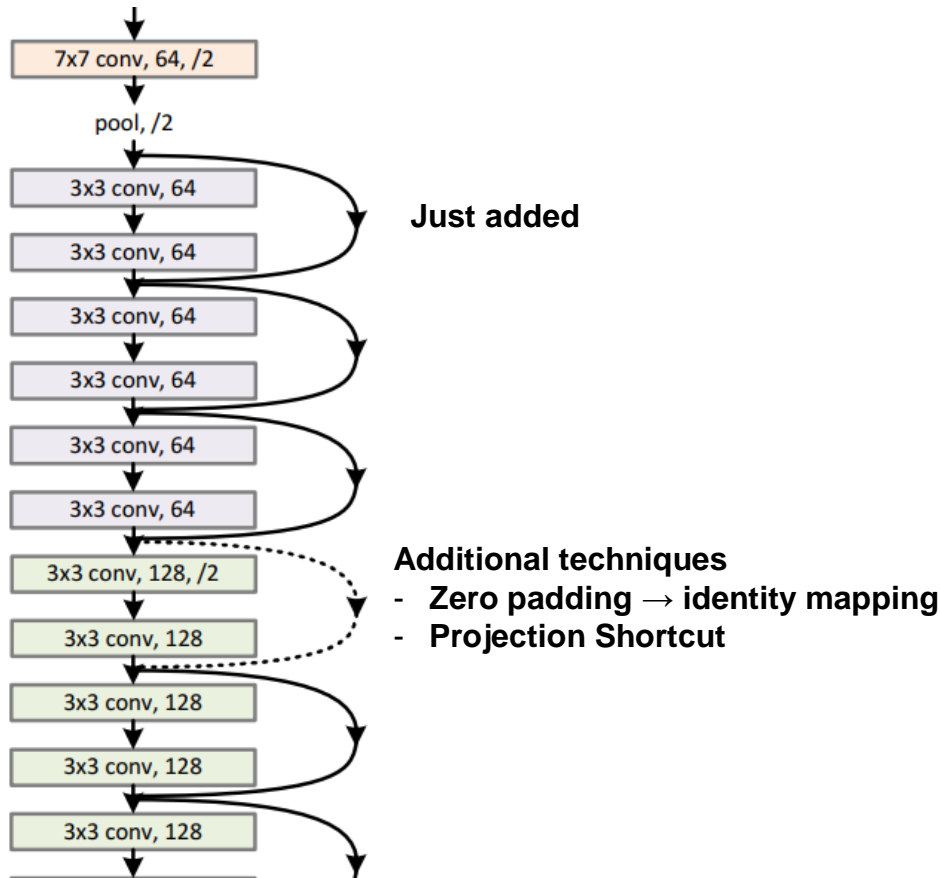 7x7 conv, 64, /2
pool, /2
3x3 conv, 64
3x3 conv, 64
Just added
3x3 conv, 64
3x3 conv, 64
3x3 conv, 64
3x3 conv, 64
3x3 conv, 128, /2
3x3 conv, 128
Additional techniques
- Zero padding → identity mapping
- Projection Shortcut
3x3 conv, 128
3x3 conv, 128
3x3 conv, 128